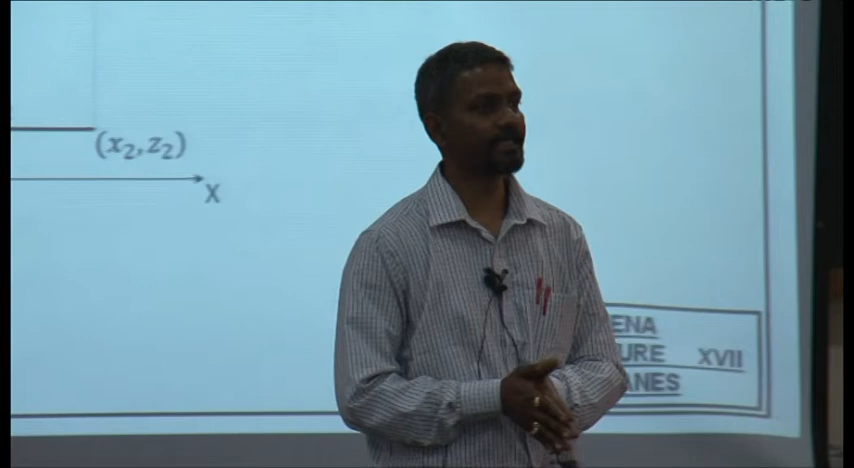 (x₂, z₂)
X
ENA
URE XVII
ANES